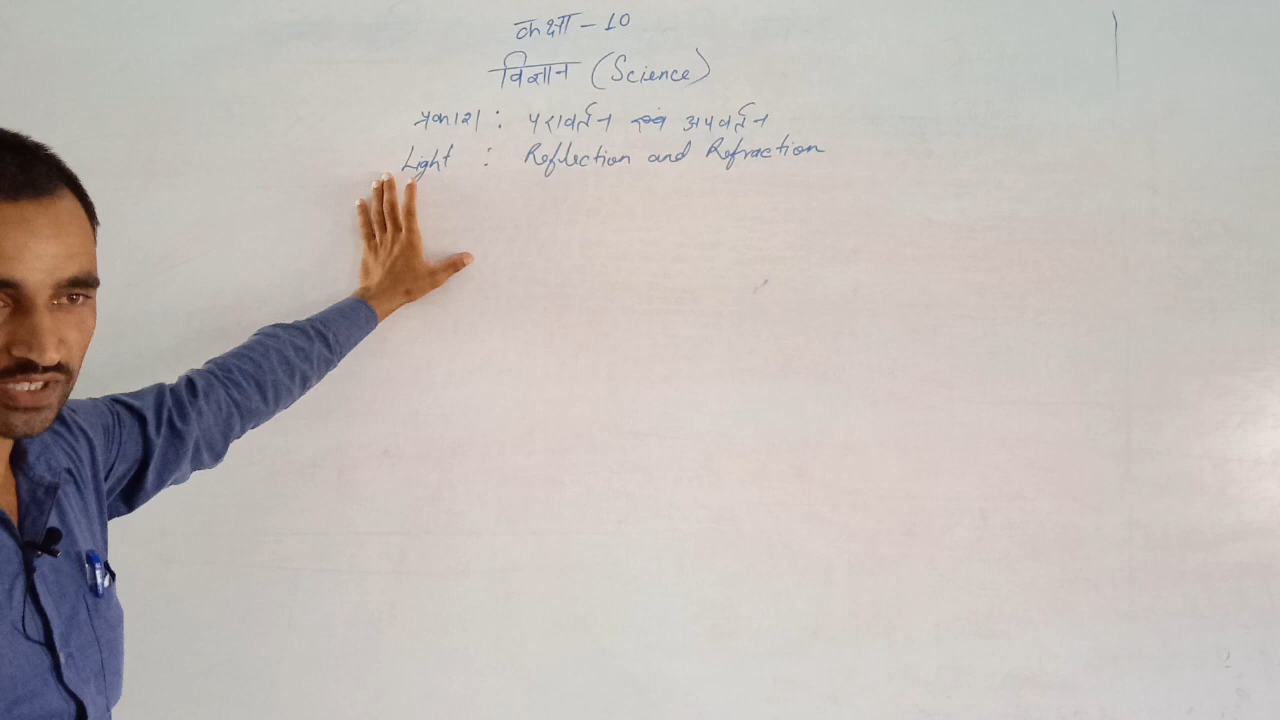 कक्षा - 10
विज्ञान (Science)
प्रकाश : परावर्तन एवं अपवर्तन
Light : Reflection and Refraction